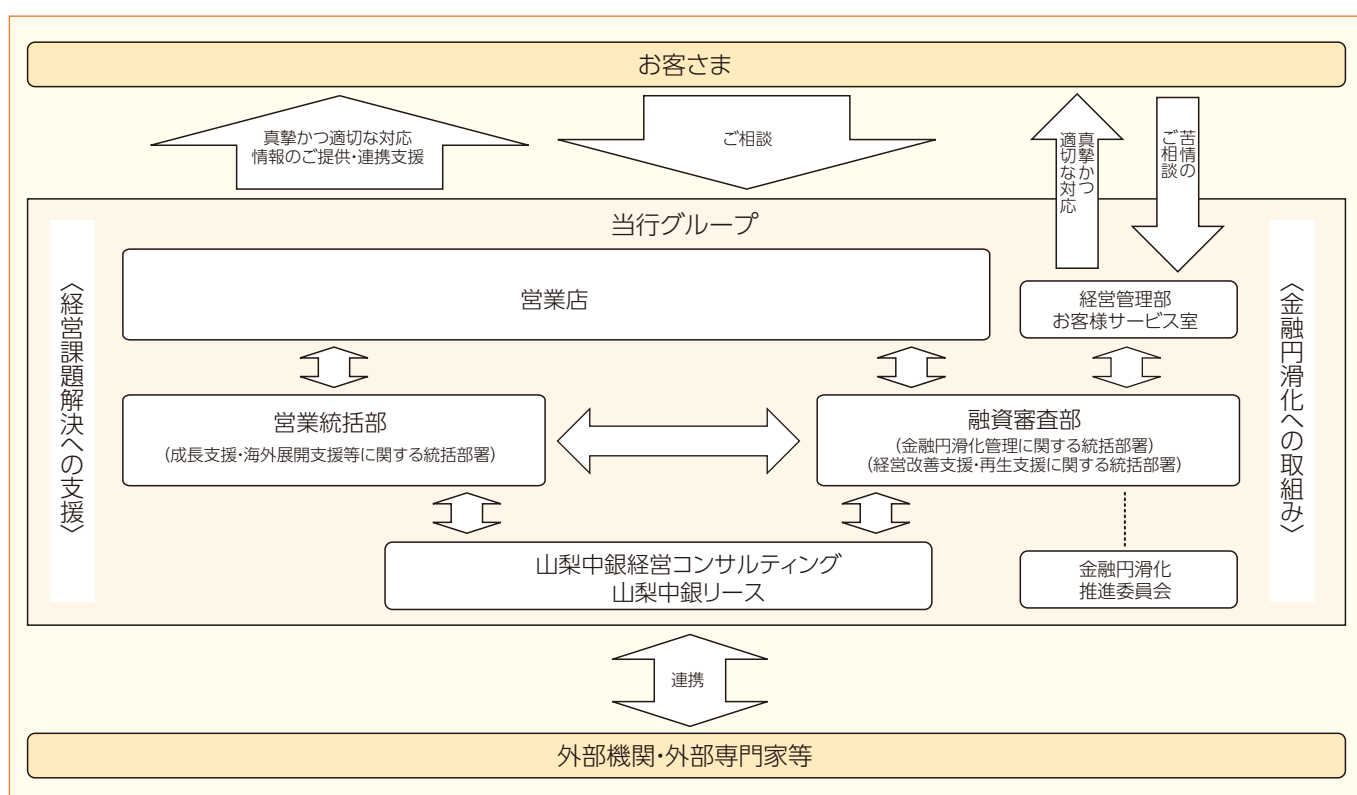 お客さま
真摯かつ適切な対応
情報のご提供・連携支援
ご相談
真摯かつ
適切な対応
苦情の
ご相談
当行グループ
〈経営課題解決への支援〉
営業店
経営管理部
お客様サービス室
〈金融円滑化への取組み〉
営業統括部
(成長支援・海外展開支援等に関する統括部署)
融資審査部
(金融円滑化管理に関する統括部署)
(経営改善支援・再生支援に関する統括部署)
山梨中銀経営コンサルティング
山梨中銀リース
金融円滑化
推進委員会
連携
外部機関・外部専門家等